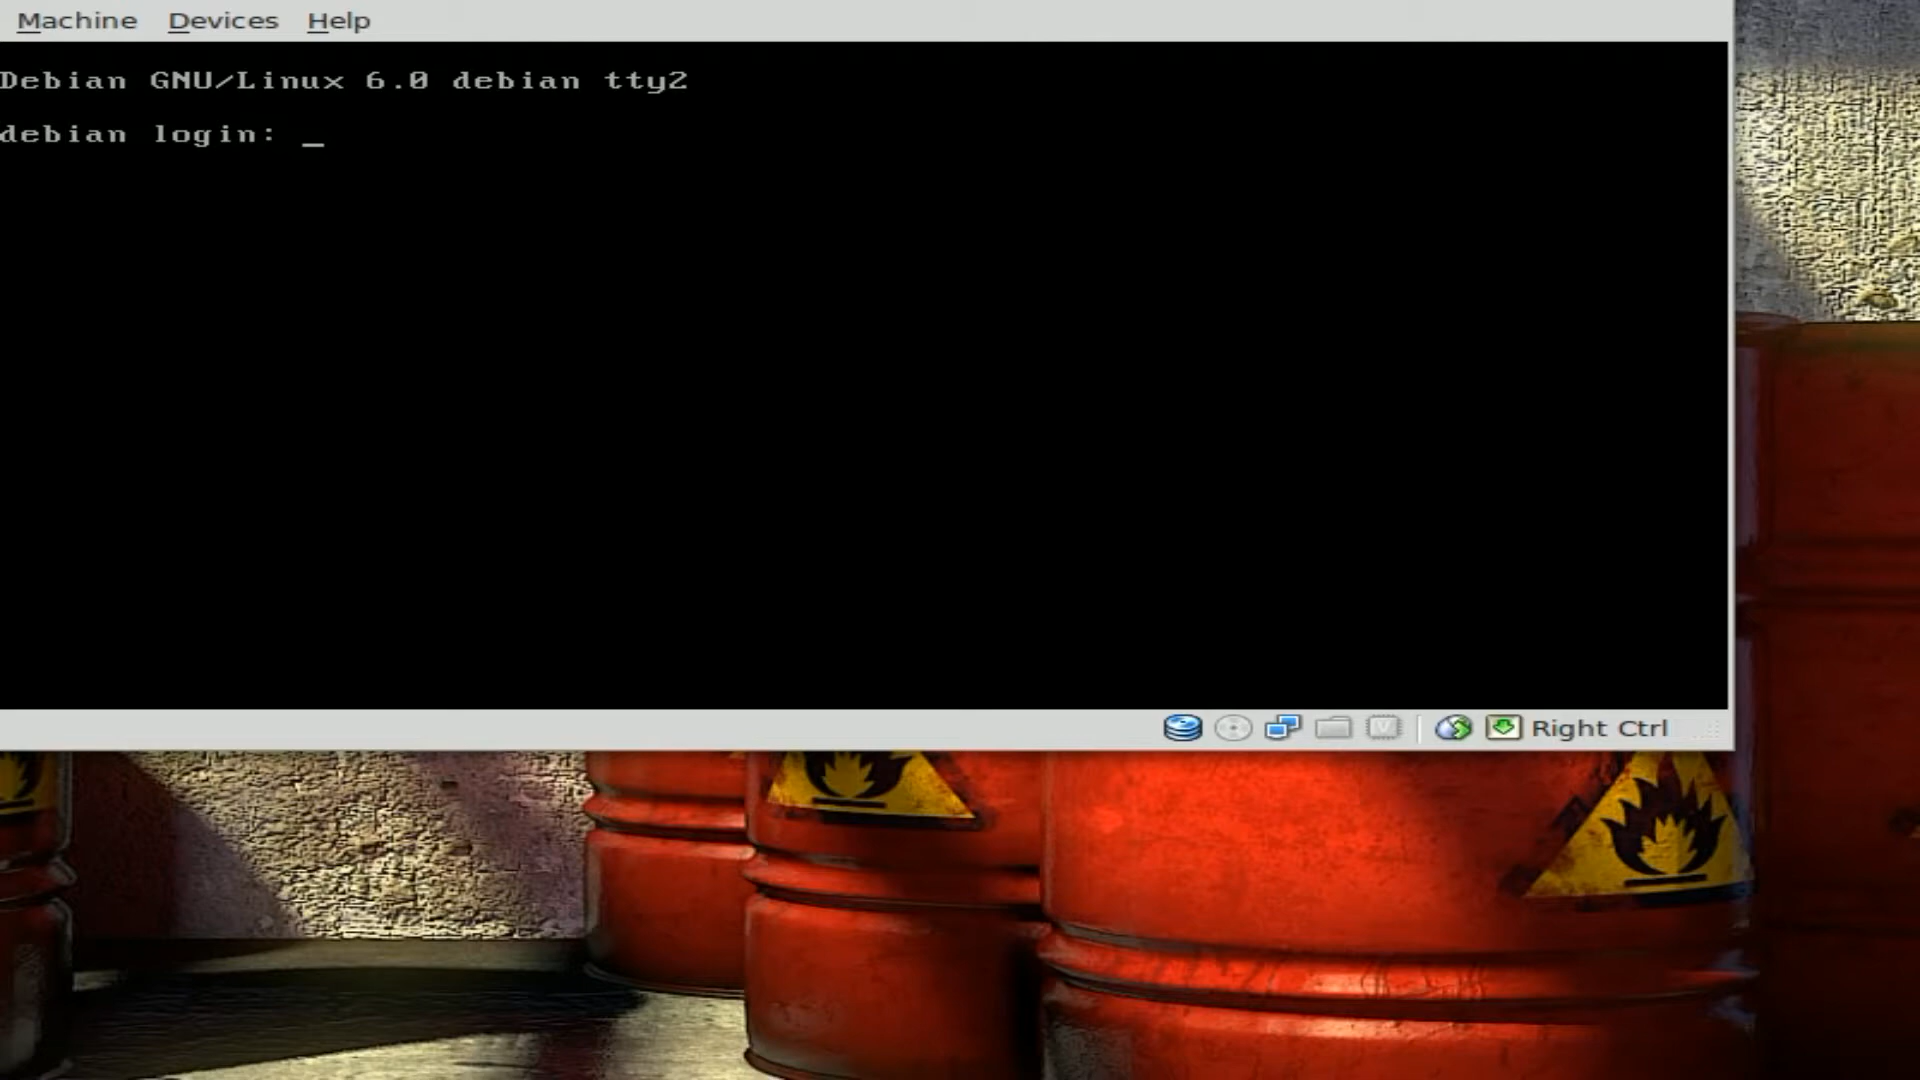 Machine Devices Help
Debian GNU/Linux 6.0 debian tty2
debian login: _
Right Ctrl